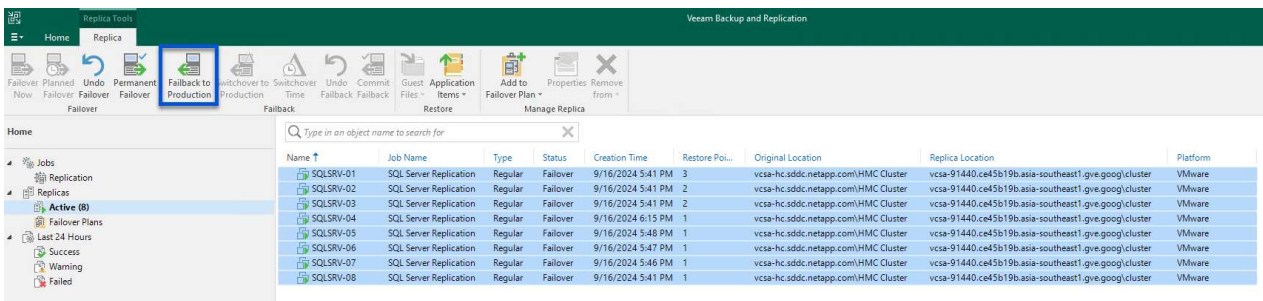 Replica Tools
Veeam Backup and Replication
Home Replica
Failover Now
Planned Failover
Undo Failover
Permanent Failover
Failback to Production
Switchover to Production
Switchover Time
Undo Failback
Commit Failback
Guest Files
Application Items
Add to Failover Plan
Properties
Remove from
Failover Failback Restore Manage Replica
Home
Type in an object name to search for
Jobs
Replication
Replicas
Active (8)
Failover Plans
Last 24 Hours
Success
Warning
Failed
Name Job Name Type Status Creation Time Restore Poi... Original Location Replica Location Platform
SQLSRV-01 SQL Server Replication Regular Failover 9/16/2024 5:41 PM 3 vcsa-hc.sddc.netapp.com\HMC Cluster vcsa-91440.ce45b19b.asia-southeast1.gve.goog\cluster VMware
SQLSRV-02 SQL Server Replication Regular Failover 9/16/2024 5:41 PM 2 vcsa-hc.sddc.netapp.com\HMC Cluster vcsa-91440.ce45b19b.asia-southeast1.gve.goog\cluster VMware
SQLSRV-03 SQL Server Replication Regular Failover 9/16/2024 5:41 PM 2 vcsa-hc.sddc.netapp.com\HMC Cluster vcsa-91440.ce45b19b.asia-southeast1.gve.goog\cluster VMware
SQLSRV-04 SQL Server Replication Regular Failover 9/16/2024 6:15 PM 1 vcsa-hc.sddc.netapp.com\HMC Cluster vcsa-91440.ce45b19b.asia-southeast1.gve.goog\cluster VMware
SQLSRV-05 SQL Server Replication Regular Failover 9/16/2024 5:48 PM 1 vcsa-hc.sddc.netapp.com\HMC Cluster vcsa-91440.ce45b19b.asia-southeast1.gve.goog\cluster VMware
SQLSRV-06 SQL Server Replication Regular Failover 9/16/2024 5:47 PM 1 vcsa-hc.sddc.netapp.com\HMC Cluster vcsa-91440.ce45b19b.asia-southeast1.gve.goog\cluster VMware
SQLSRV-07 SQL Server Replication Regular Failover 9/16/2024 5:46 PM 1 vcsa-hc.sddc.netapp.com\HMC Cluster vcsa-91440.ce45b19b.asia-southeast1.gve.goog\cluster VMware
SQLSRV-08 SQL Server Replication Regular Failover 9/16/2024 5:41 PM 1 vcsa-hc.sddc.netapp.com\HMC Cluster vcsa-91440.ce45b19b.asia-southeast1.gve.goog\cluster VMware